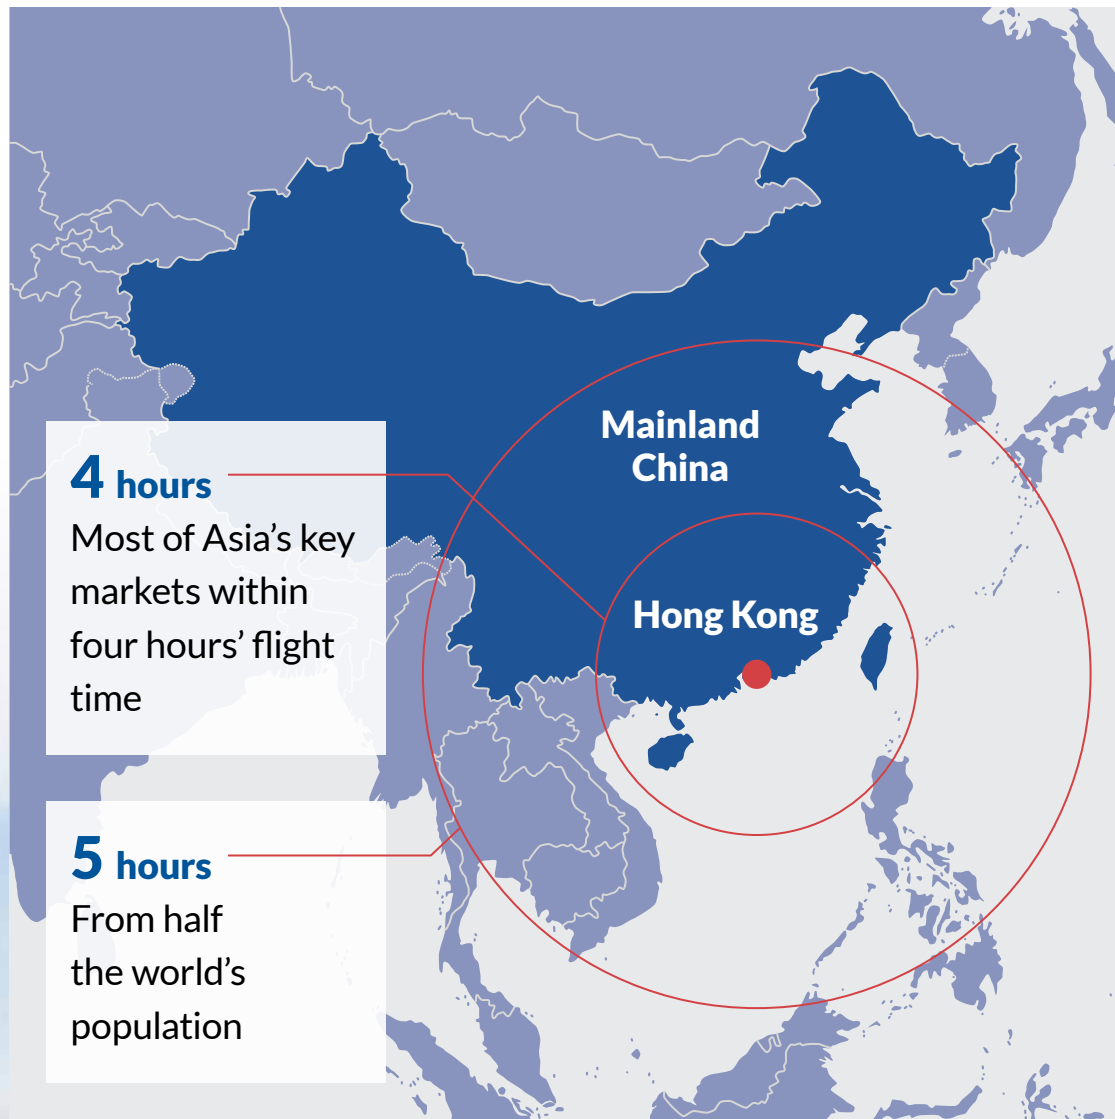 Mainland
China
4 hours
Most of Asia’s key
markets within
four hours’ flight
time
Hong Kong
5 hours
From half
the world’s
population